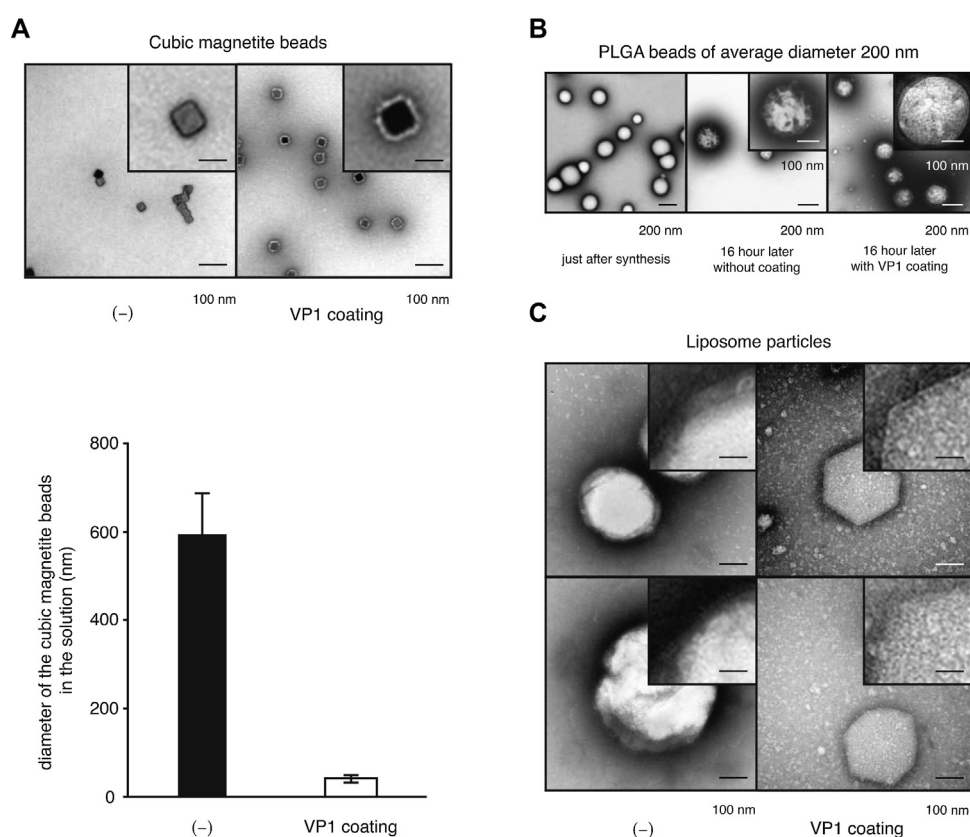 A
Cubic magnetite beads
100 nm
(–)
VP1 coating
100 nm
800
600
400
200
0
diameter of the cubic magnetite beads
in the solution (nm)
(–)
VP1 coating
B
PLGA beads of average diameter 200 nm
100 nm
100 nm
200 nm
200 nm
200 nm
just after synthesis
16 hour later
without coating
16 hour later
with VP1 coating
C
Liposome particles
100 nm
100 nm
(–)
VP1 coating